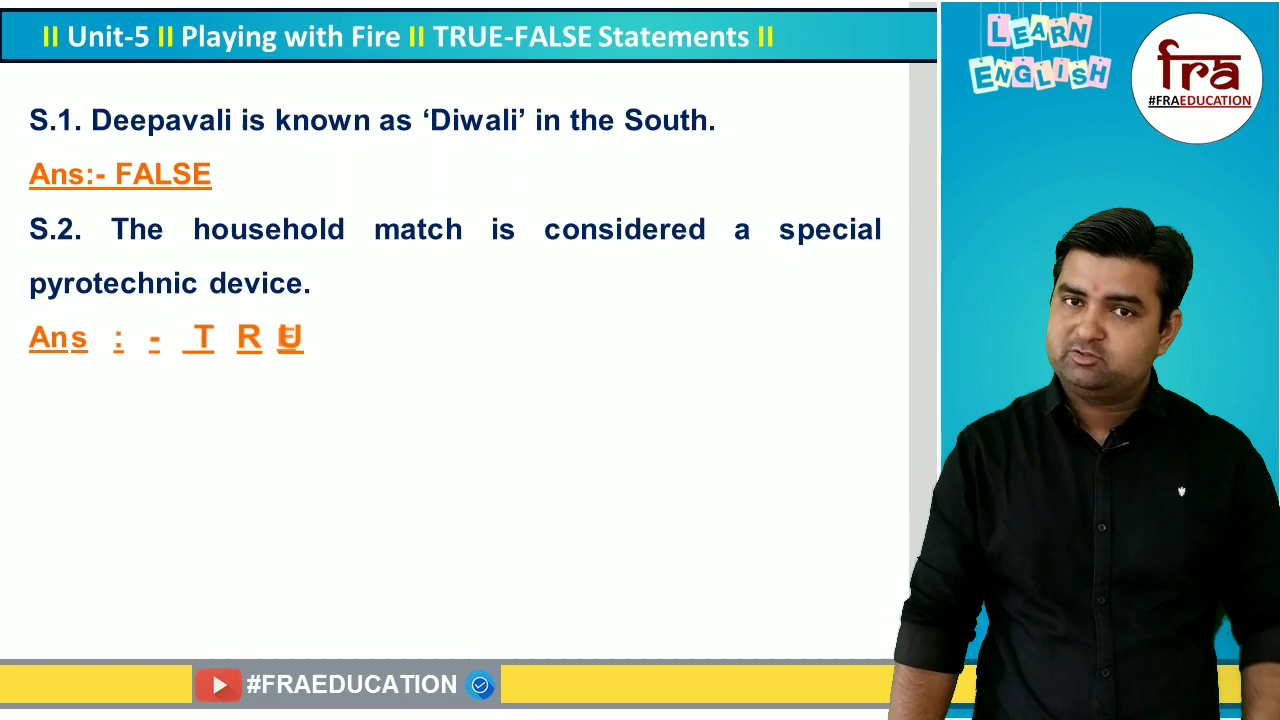 II Unit-5 II Playing with Fire II TRUE-FALSE Statements II
LEARN
ENGLISH
fra
#FRAEDUCATION
S.1. Deepavali is known as ‘Diwali’ in the South.
Ans:- FALSE
S.2. The household match is considered a special
pyrotechnic device.
Ans : - T R U E
#FRAEDUCATION